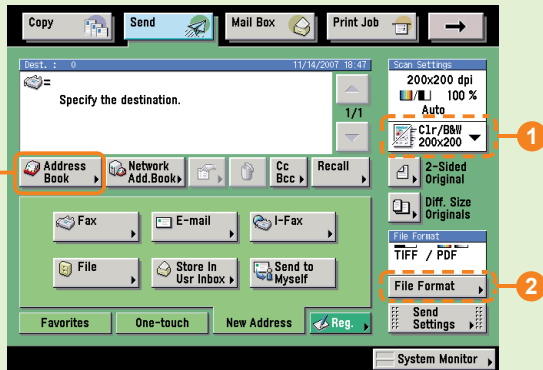 Copy
Send
Mail Box
Print Job
Dest. : 0
11/14/2007 18:47
Specify the destination.
1/1
Scan Settings
200x200 dpi
100 %
Auto
Clr/B&W
200x200
1
Address
Book
Network
Add.Book
Cc
Bcc
Recall
2-Sided
Original
Diff. Size
Originals
Fax
E-mail
I-Fax
File
Store In
Usr Inbox
Send to
Myself
File Format
TIFF / PDF
File Format
2
Send
Settings
Favorites
One-touch
New Address
Reg.
System Monitor